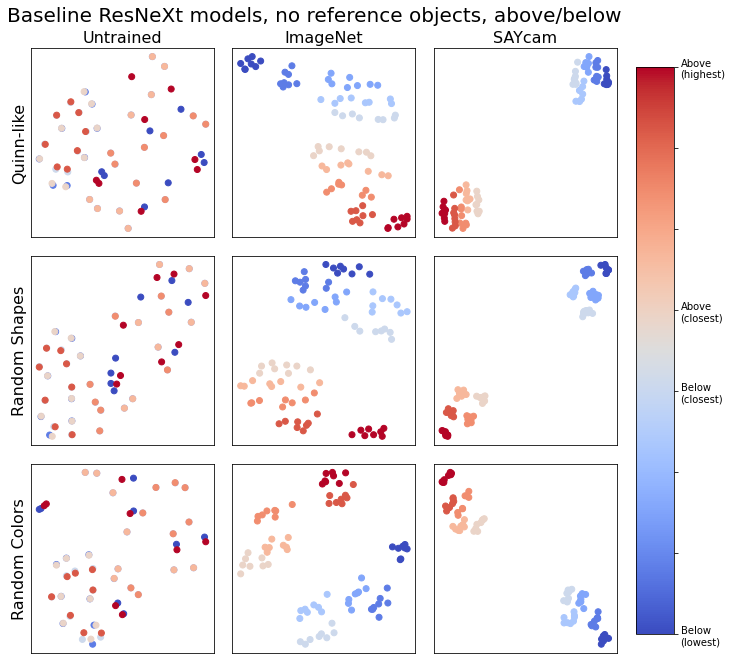 Baseline ResNeXt models, no reference objects, above/below
Untrained
ImageNet
SAYcam
Quinn-like
Random Shapes
Random Colors
Above
(highest)
Above
(closest)
Below
(closest)
Below
(lowest)